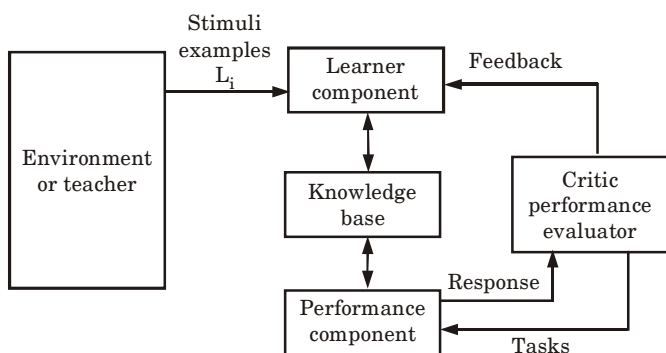 Stimuli
examples
L_i
Learner
component
Feedback
Environment
or teacher
Knowledge
base
Critic
performance
evaluator
Response
Performance
component
Tasks